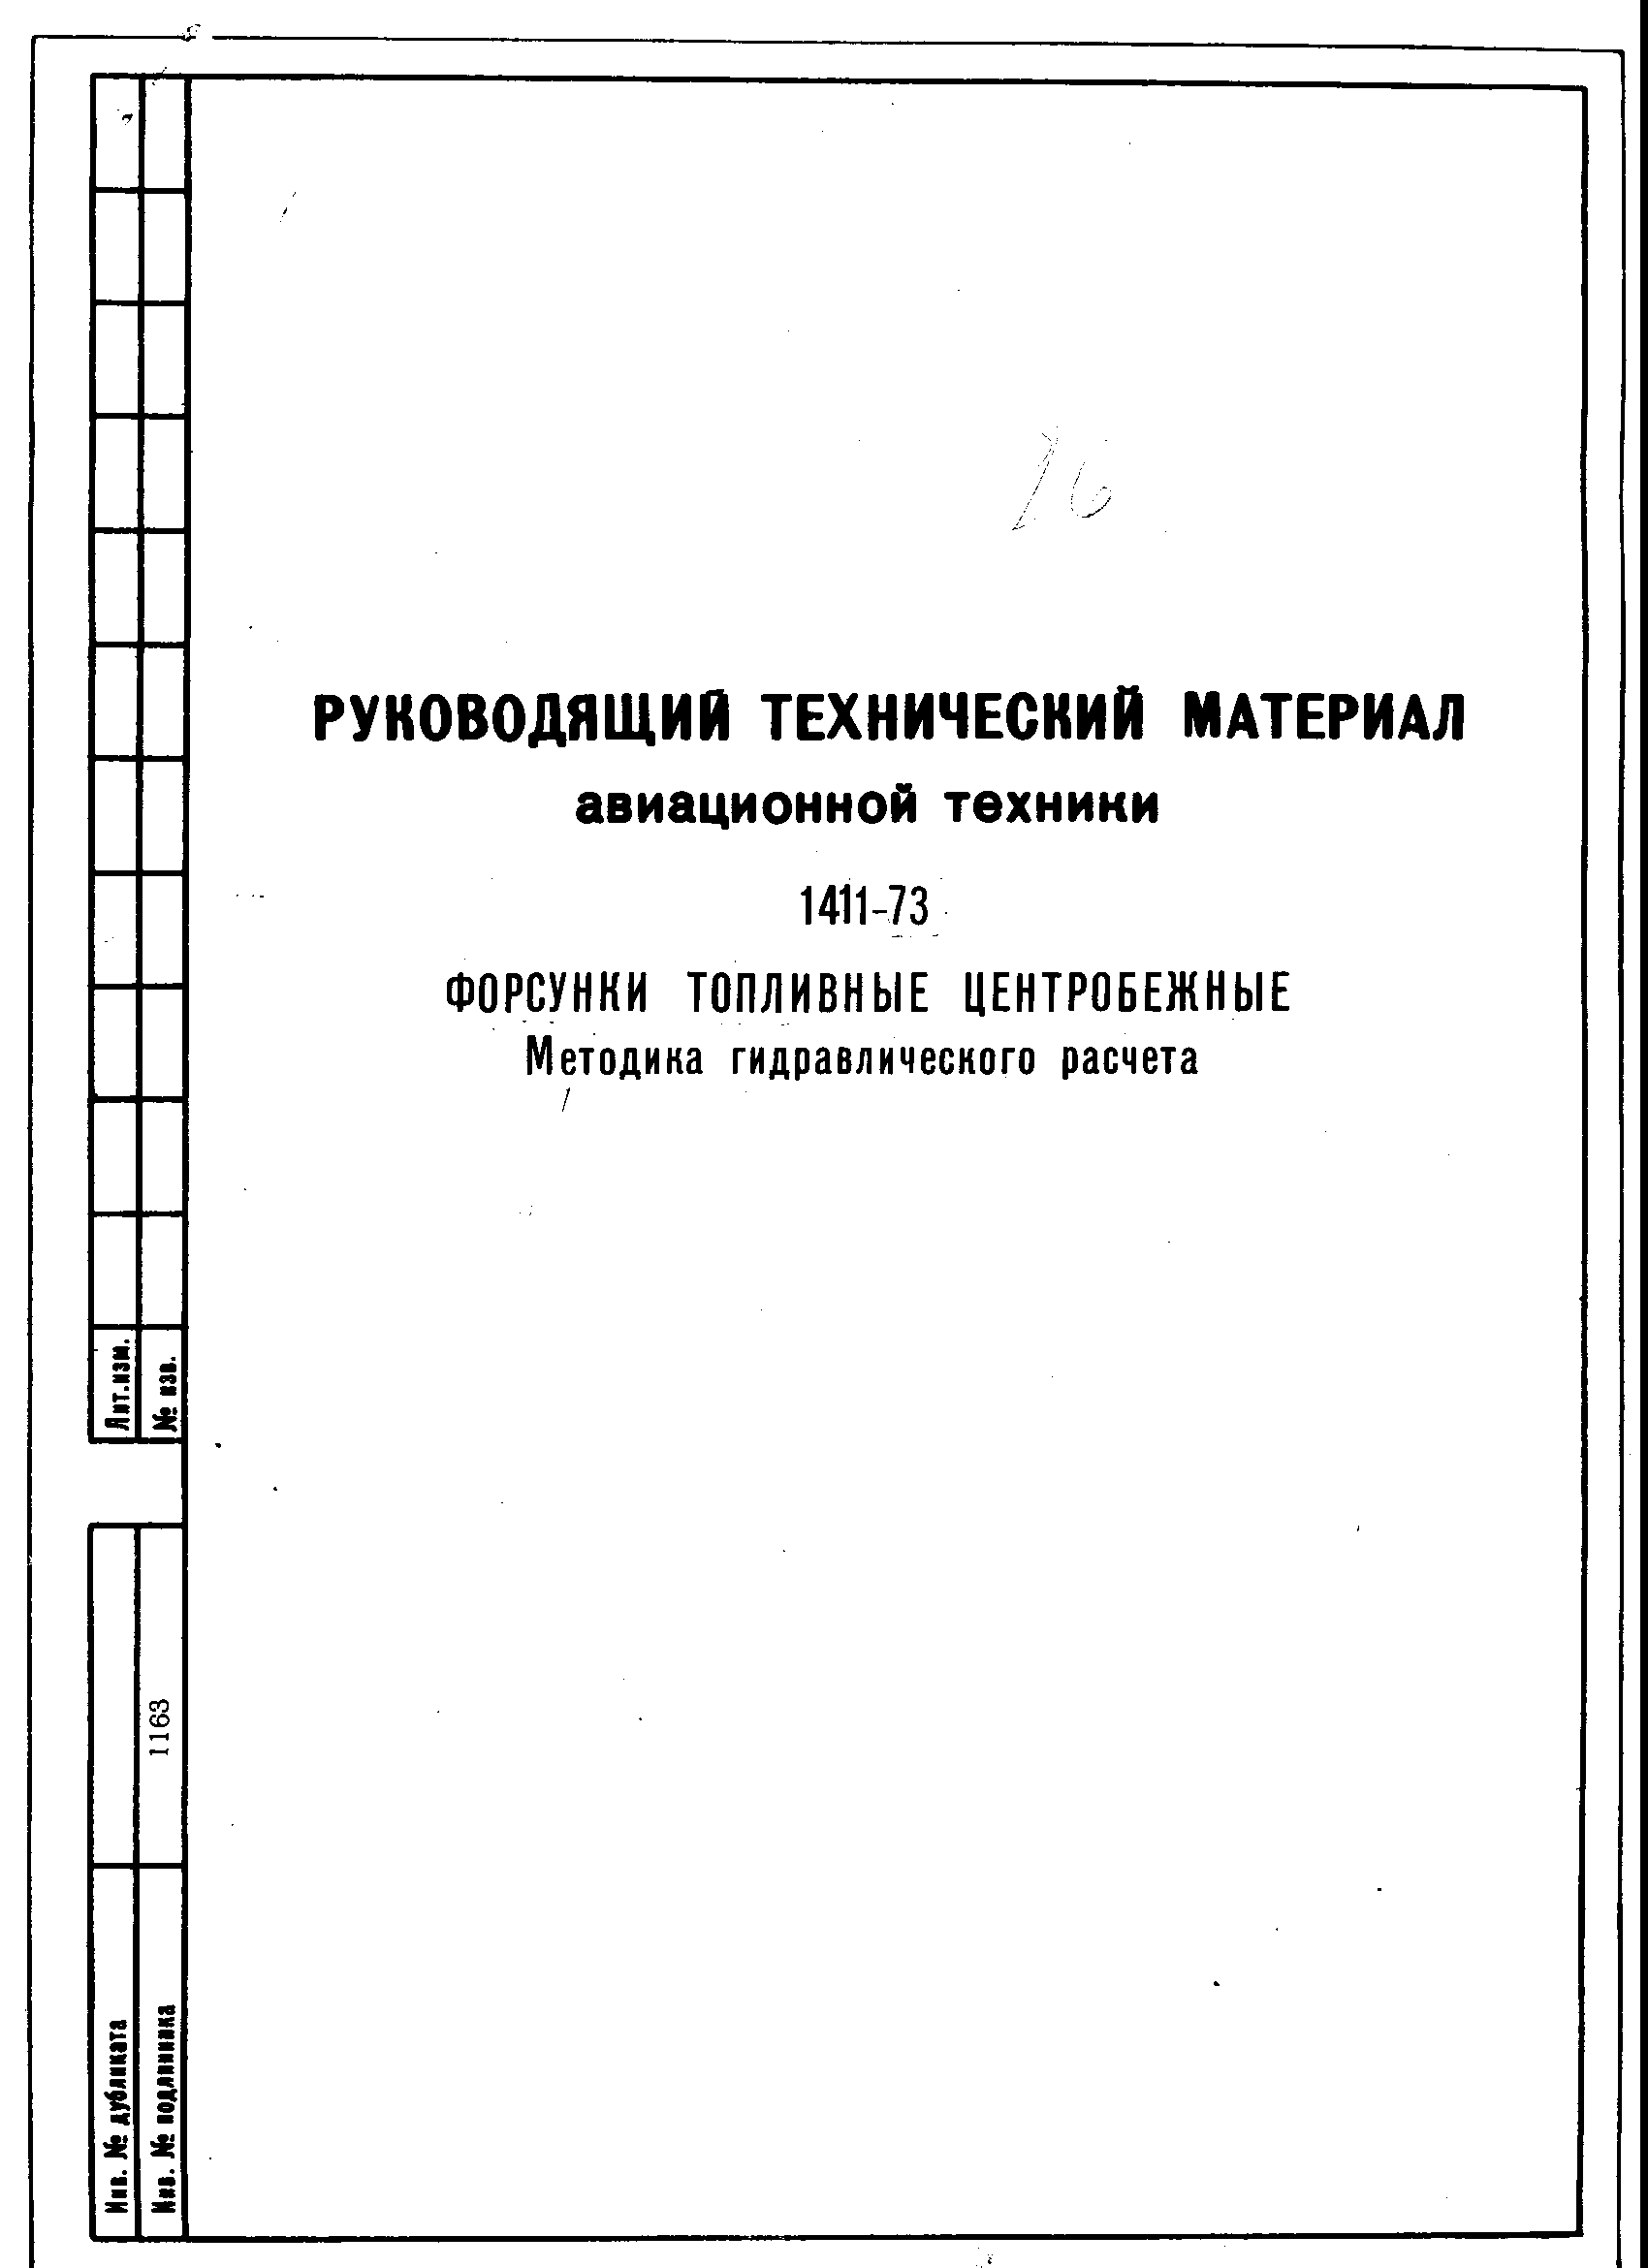 16
РУКОВОДЯЩИЙ ТЕХНИЧЕСКИЙ МАТЕРИАЛ
авиационной техники
1411-73
ФОРСУНКИ ТОПЛИВНЫЕ ЦЕНТРОБЕЖНЫЕ
Методика гидравлического расчета
Лит.изм.
№ изв.
1163
Инв. № дубликата
Инв. № подлинника